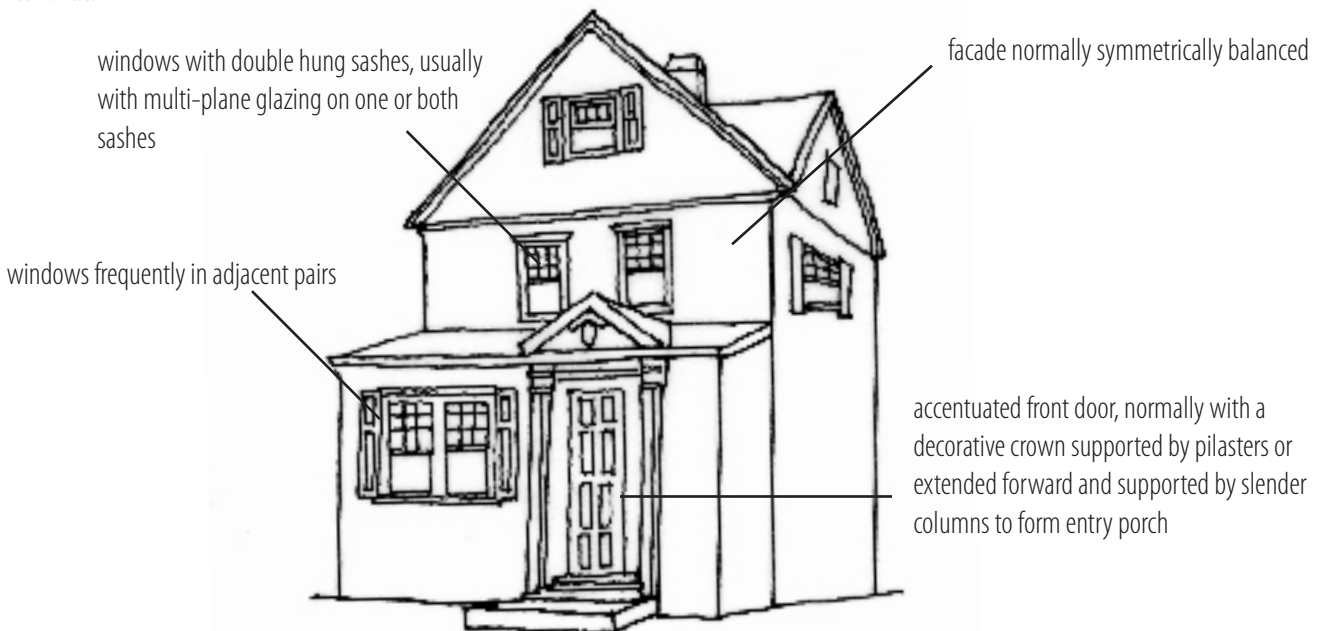 windows with double hung sashes, usually
with multi-plane glazing on one or both
sashes
facade normally symmetrically balanced
windows frequently in adjacent pairs
accentuated front door, normally with a
decorative crown supported by pilasters or
extended forward and supported by slender
columns to form entry porch